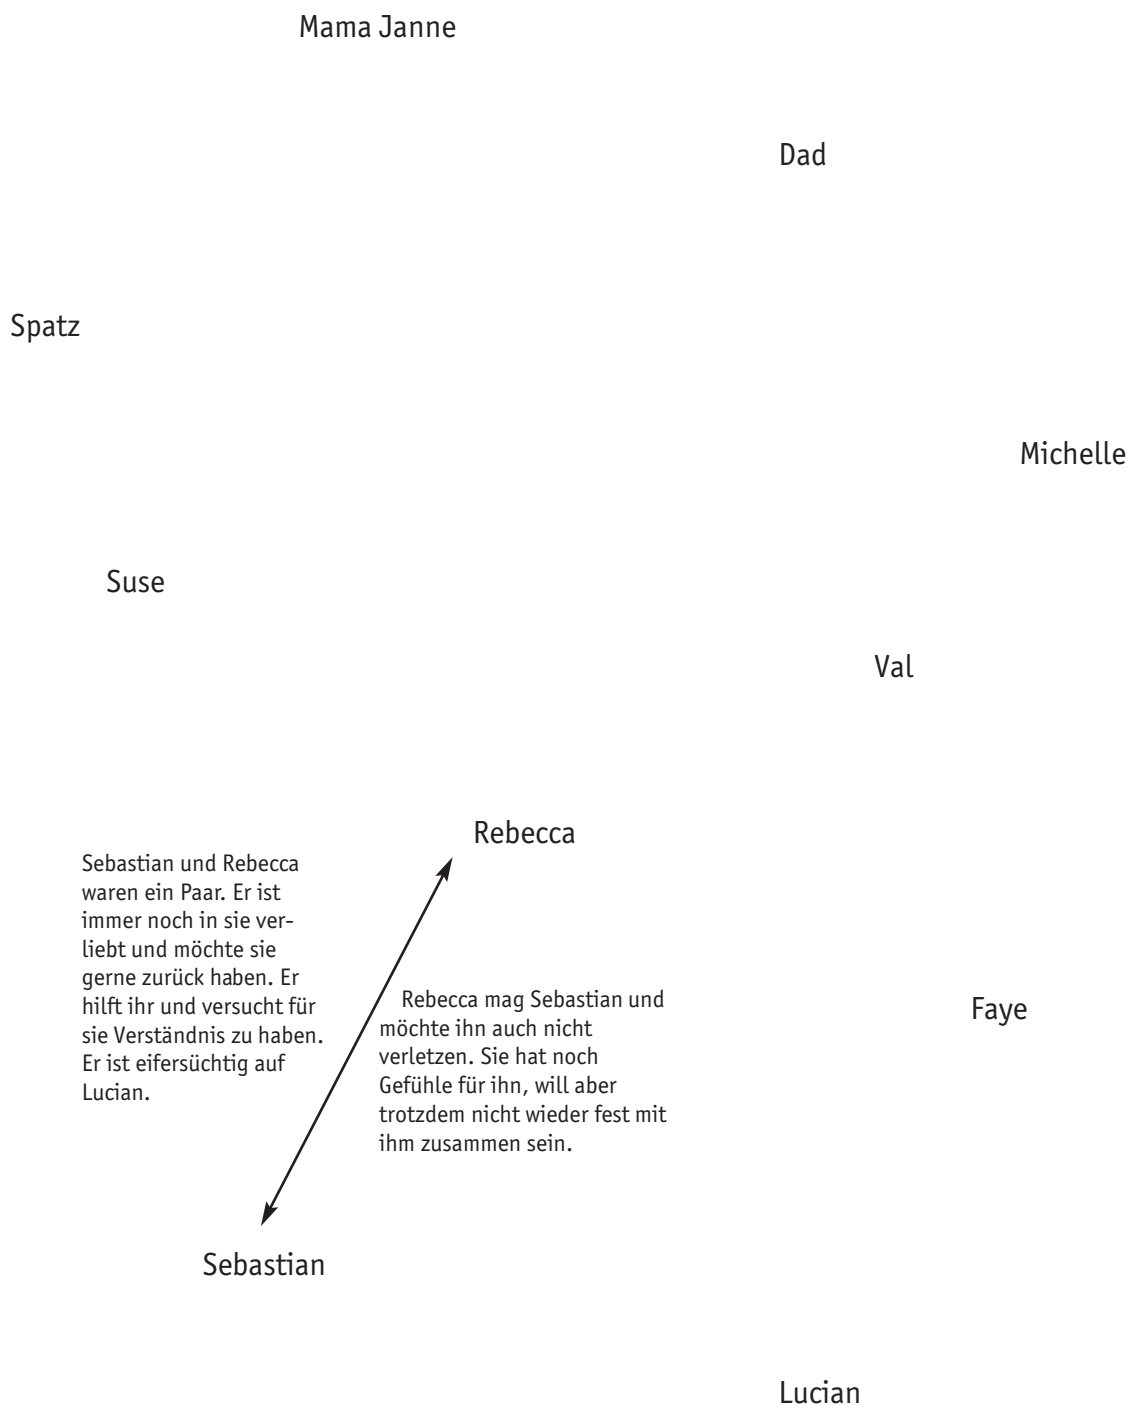 Mama Janne
Dad
Spatz
Michelle
Suse
Val
Rebecca
Sebastian und Rebecca
waren ein Paar. Er ist
immer noch in sie ver-
liebt und möchte sie
gerne zurück haben. Er
hilft ihr und versucht für
sie Verständnis zu haben.
Er ist eifersüchtig auf
Lucian.
Rebecca mag Sebastian und
möchte ihn auch nicht
verletzen. Sie hat noch
Gefühle für ihn, will aber
trotzdem nicht wieder fest mit
ihm zusammen sein.
Faye
Sebastian
Lucian